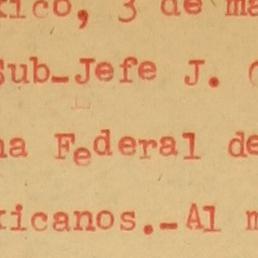 xico, 3 de ma
Sub-Jefe J. 
na Federal de
xicanos.-Al m